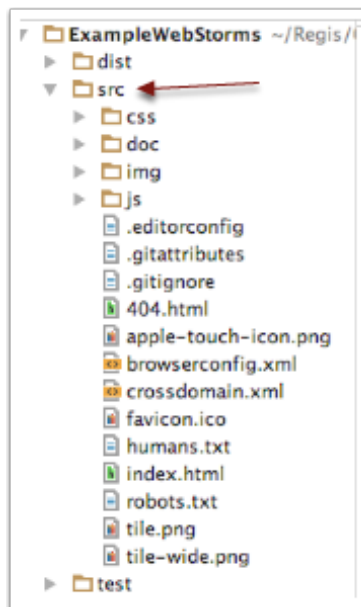 ExampleWebStorms ~/Regis/
dist
src
css
doc
img
js
.editorconfig
.gitattributes
.gitignore
404.html
apple-touch-icon.png
browserconfig.xml
crossdomain.xml
favicon.ico
humans.txt
index.html
robots.txt
tile.png
tile-wide.png
test